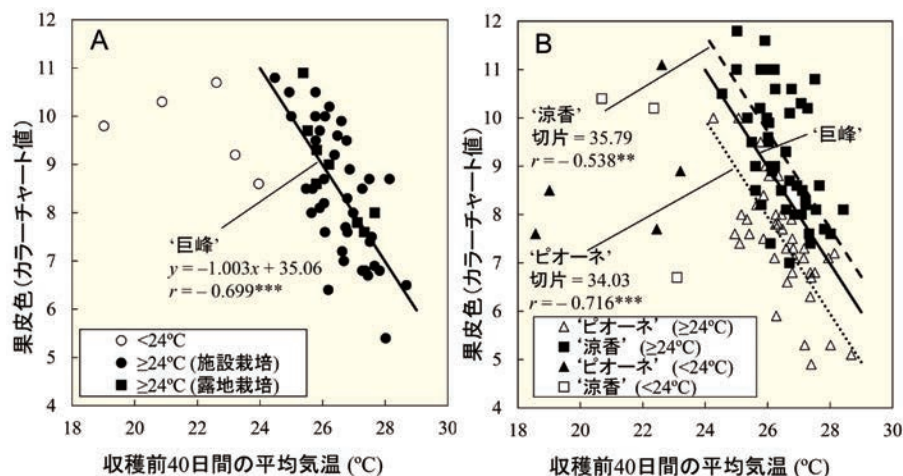 A
果皮色(カラーチャート値)
12
11
10
9
8
7
6
5
4
‘巨峰’
y = −1.003x + 35.06
r = − 0.699***
○ <24ºC
● ≥24ºC (施設栽培)
■ ≥24ºC (露地栽培)
18 20 22 24 26 28 30
収穫前40日間の平均気温 (ºC)
B
果皮色(カラーチャート値)
12
11
10
9
8
7
6
5
4
‘涼香’
切片 = 35.79
r = − 0.538**
‘巨峰’
‘ピオーネ’
切片 = 34.03
r = − 0.716***
△ ‘ピオーネ’ (≥24ºC)
■ ‘涼香’ (≥24ºC)
▲ ‘ピオーネ’ (<24ºC)
□ ‘涼香’ (<24ºC)
18 20 22 24 26 28 30
収穫前40日間の平均気温 (ºC)